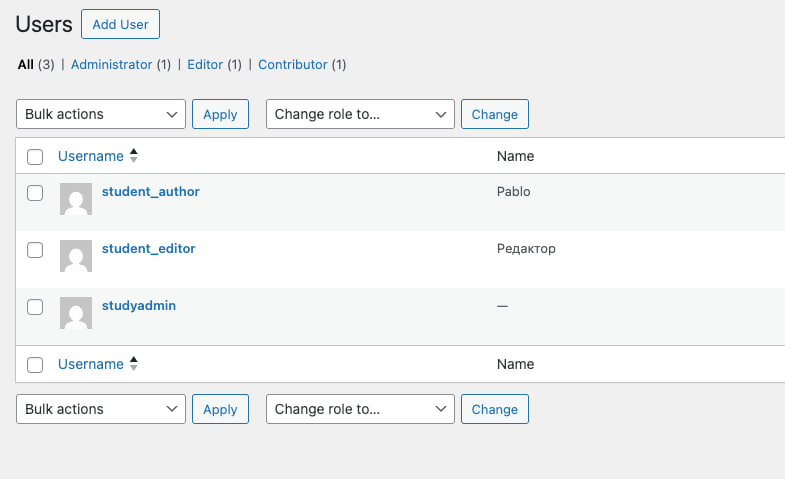 Users Add User
All (3) | Administrator (1) | Editor (1) | Contributor (1)
Bulk actions Apply Change role to... Change
Username Name
student_author Pablo
student_editor Редактор
studyadmin —
Username Name
Bulk actions Apply Change role to... Change